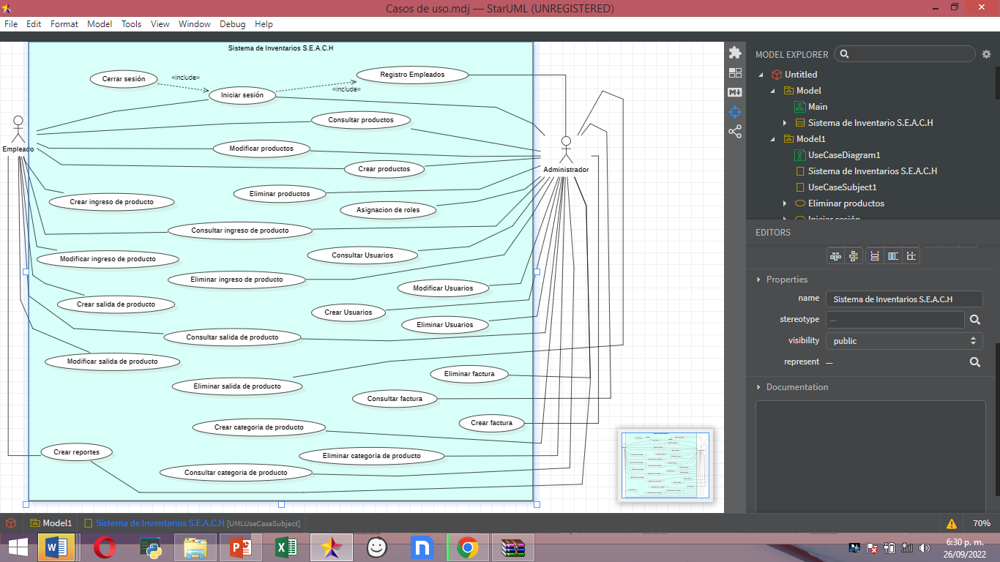 Casos de uso.mdj — StarUML (UNREGISTERED)
File Edit Format Model Tools View Window Debug Help
Sistema de Inventarios S.E.A.C.H
Cerrar sesión
«include»
Iniciar sesión
«include»
Registro Empleados
Consultar productos
Empleado
Modificar productos
Crear productos
Administrador
Eliminar productos
Crear ingreso de producto
Asignacion de roles
Consultar ingreso de producto
Modificar ingreso de producto
Consultar Usuarios
Eliminar ingreso de producto
Modificar Usuarios
Crear salida de producto
Crear Usuarios
Eliminar Usuarios
Consultar salida de producto
Modificar salida de producto
Eliminar factura
Eliminar salida de producto
Consultar factura
Crear factura
Crear categoria de producto
Crear reportes
Eliminar categoria de producto
Consultar categoria de producto
MODEL EXPLORER
Untitled
Model
Main
Sistema de Inventario S.E.A.C.H
Model1
UseCaseDiagram1
Sistema de Inventarios S.E.A.C.H
UseCaseSubject1
Eliminar productos
Iniciar sesión
EDITORS
Properties
name Sistema de Inventarios S.E.A.C.H
stereotype —
visibility public
represent —
Documentation
Model1 Sistema de Inventarios S.E.A.C.H [UMLUseCaseSubject]
70%
6:30 p. m.
26/09/2022